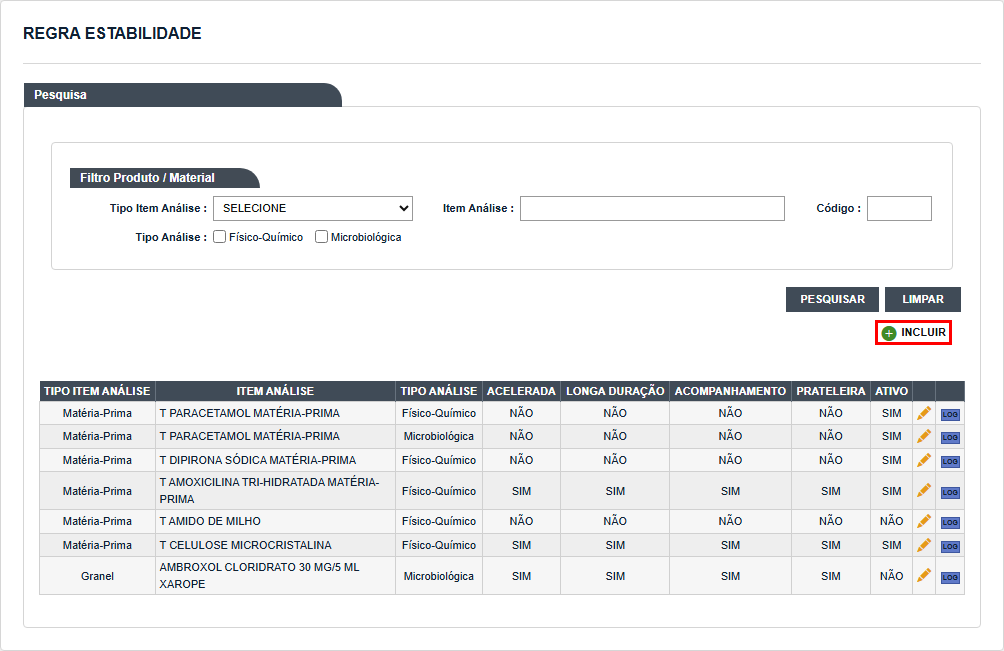 REGRA ESTABILIDADE
Pesquisa
Filtro Produto / Material
Tipo Item Análise : SELECIONE Item Análise : Código :
Tipo Análise : Físico-Químico Microbiológica
PESQUISAR LIMPAR
INCLUIR
TIPO ITEM ANÁLISE ITEM ANÁLISE TIPO ANÁLISE ACELERADA LONGA DURAÇÃO ACOMPANHAMENTO PRATELEIRA ATIVO
Matéria-Prima T PARACETAMOL MATÉRIA-PRIMA Físico-Químico NÃO NÃO NÃO NÃO SIM LOG
Matéria-Prima T PARACETAMOL MATÉRIA-PRIMA Microbiológica NÃO NÃO NÃO NÃO SIM LOG
Matéria-Prima T DIPIRONA SÓDICA MATÉRIA-PRIMA Físico-Químico NÃO NÃO NÃO NÃO SIM LOG
Matéria-Prima T AMOXICILINA TRI-HIDRATADA MATÉRIA-
PRIMA Físico-Químico SIM SIM SIM SIM SIM LOG
Matéria-Prima T AMIDO DE MILHO Físico-Químico NÃO NÃO NÃO NÃO NÃO LOG
Matéria-Prima T CELULOSE MICROCRISTALINA Físico-Químico SIM SIM SIM SIM SIM LOG
Granel AMBROXOL CLORIDRATO 30 MG/5 ML
XAROPE Microbiológica SIM SIM SIM SIM NÃO LOG